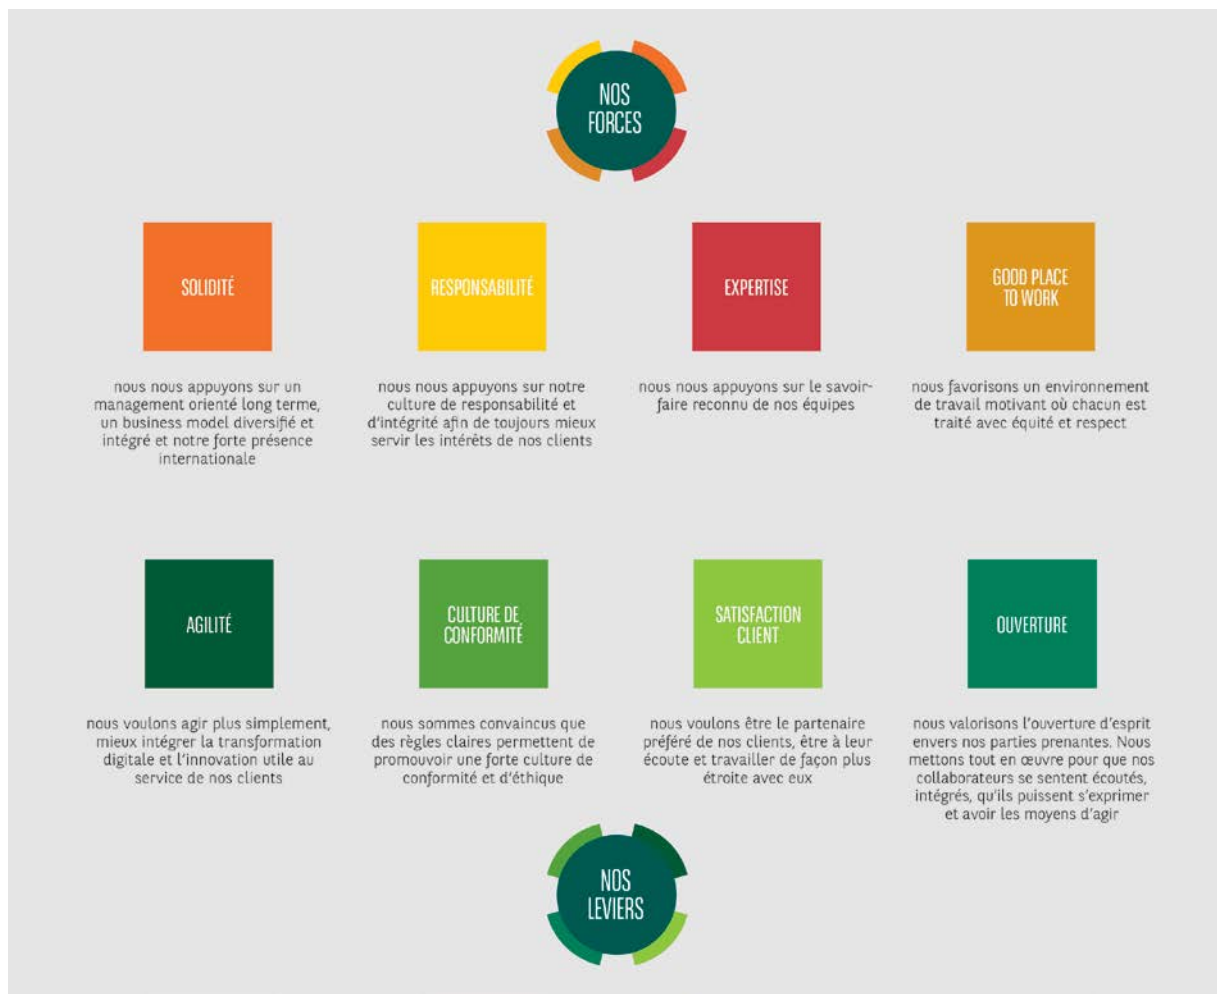 NOS
FORCES
SOLIDITÉ
nous nous appuyons sur un
management orienté long terme,
un business model diversifié et
intégré et notre forte présence
internationale
RESPONSABILITÉ
nous nous appuyons sur notre
culture de responsabilité et
d'intégrité afin de toujours mieux
servir les intérêts de nos clients
EXPERTISE
nous nous appuyons sur le savoir-
faire reconnu de nos équipes
GOOD PLACE
TO WORK
nous favorisons un environnement
de travail motivant où chacun est
traité avec équité et respect
AGILITÉ
nous voulons agir plus simplement,
mieux intégrer la transformation
digitale et l'innovation utile au
service de nos clients
CULTURE DE
CONFORMITÉ
nous sommes convaincus que
des règles claires permettent de
promouvoir une forte culture de
conformité et d'éthique
SATISFACTION
CLIENT
nous voulons être le partenaire
préféré de nos clients, être à leur
écoute et travailler de façon plus
étroite avec eux
OUVERTURE
nous valorisons l'ouverture d'esprit
envers nos parties prenantes. Nous
mettons tout en œuvre pour que nos
collaborateurs se sentent écoutés,
intégrés, qu'ils puissent s'exprimer
et avoir les moyens d'agir
NOS
LEVIERS